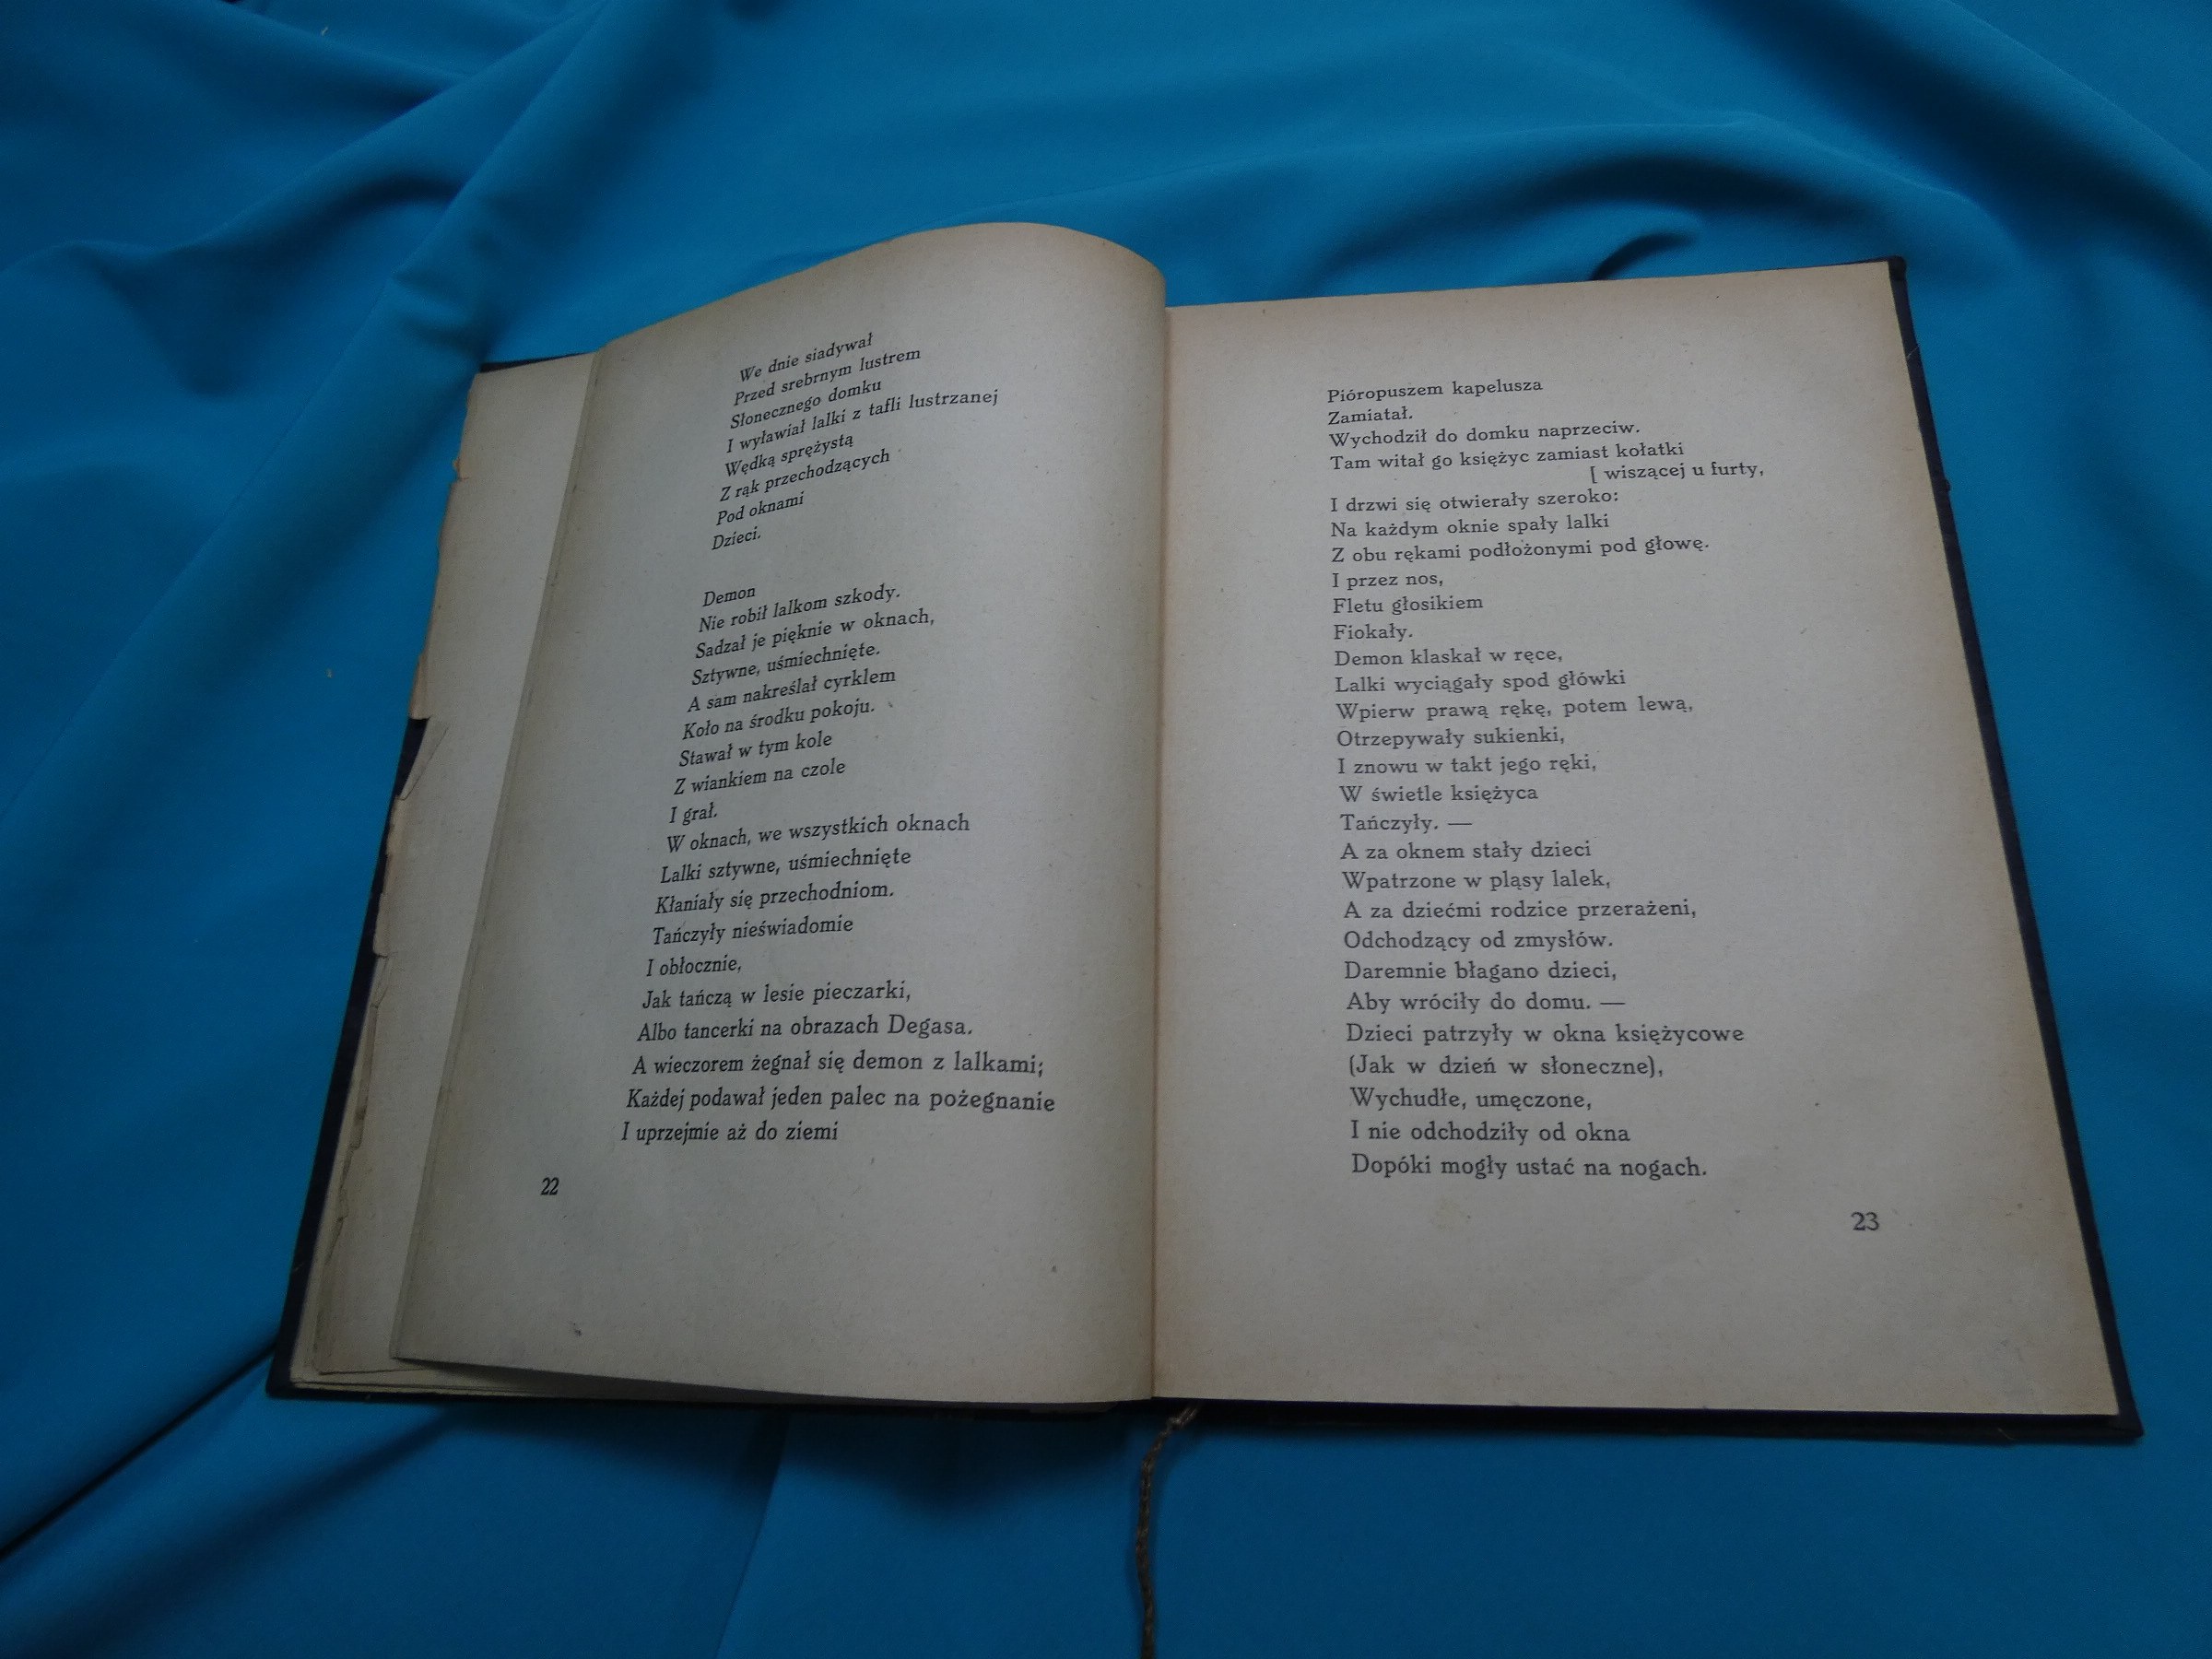 We dnie siadywał
Przed srebrnym lustrem
Słonecznego domku
I wyławiał lalki z tafli lustrzanej
Wędką sprężystą
Z rąk przechodzących
Pod oknami
Dzieci.
Demon
Nie robił lalkom szkody.
Sadzał je pięknie w oknach,
Sztywne, uśmiechnięte.
A sam nakreślał cyrklem
Koło na środku pokoju.
Stawał w tym kole
Z wiankiem na czole
I grał.
W oknach, we wszystkich oknach
Lalki sztywne, uśmiechnięte
Kłaniały się przechodniom.
Tańczyły nieświadomie
I obłocznie,
Jak tańczą w lesie pieczarki,
Albo tancerki na obrazach Degasa.
A wieczorem żegnał się demon z lalkami;
Każdej podawał jeden palec na pożegnanie
I uprzejmie aż do ziemi
22
Pióropuszem kapelusza
Zamiatał.
Wychodził do domku naprzeciw.
Tam witał go księżyc zamiast kołatki
[ wiszącej u furty,
I drzwi się otwierały szeroko:
Na każdym oknie spały lalki
Z obu rękami podłożonymi pod głowę.
I przez nos,
Fletu głosikiem
Fiokały.
Demon klaskał w ręce,
Lalki wyciągały spod główki
Wpierw prawą rękę, potem lewą,
Otrzepywały sukienki,
I znowu w takt jego ręki,
W świetle księżyca
Tańczyły. —
A za oknem stały dzieci
Wpatrzone w pląsy lalek,
A za dziećmi rodzice przerażeni,
Odchodzący od zmysłów.
Daremnie błagano dzieci,
Aby wróciły do domu. —
Dzieci patrzyły w okna księżycowe
(Jak w dzień w słoneczne),
Wychudłe, umęczone,
I nie odchodziły od okna
Dopóki mogły ustać na nogach.
23